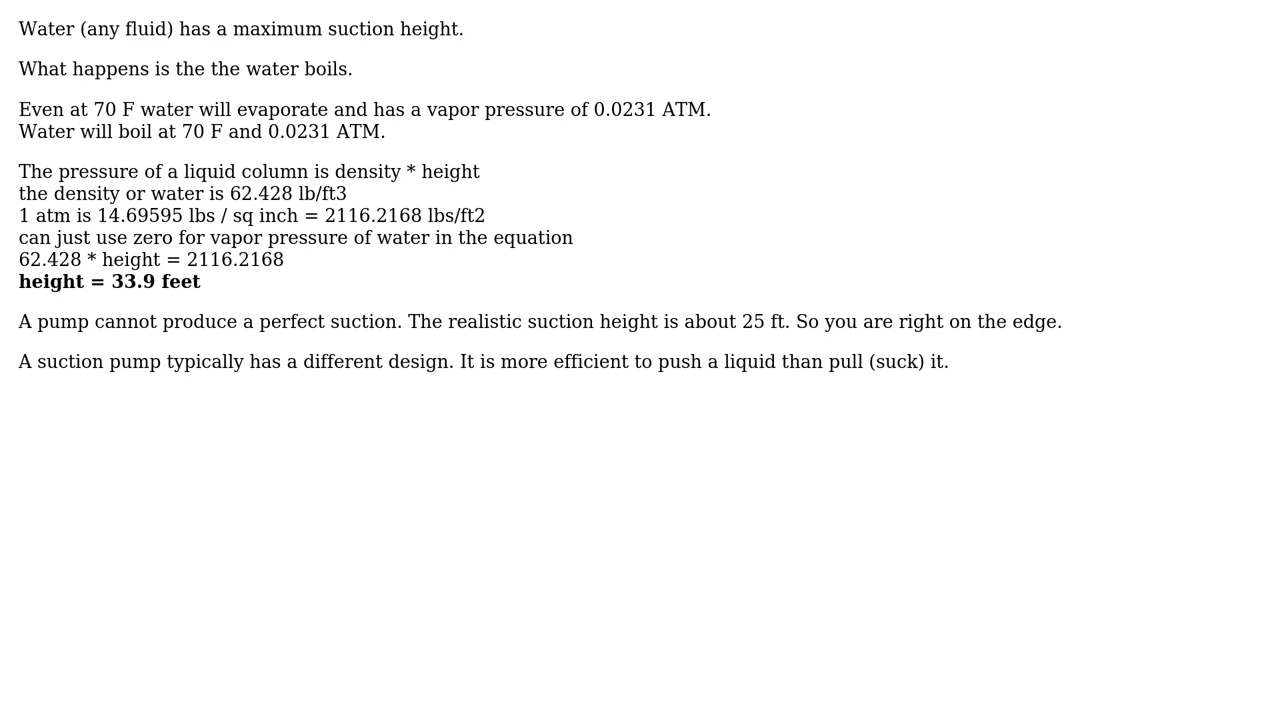 Water (any fluid) has a maximum suction height.
What happens is the the water boils.
Even at 70 F water will evaporate and has a vapor pressure of 0.0231 ATM.
Water will boil at 70 F and 0.0231 ATM.
The pressure of a liquid column is density * height
the density or water is 62.428 lb/ft3
1 atm is 14.69595 lbs / sq inch = 2116.2168 lbs/ft2
can just use zero for vapor pressure of water in the equation
62.428 * height = 2116.2168
height = 33.9 feet
A pump cannot produce a perfect suction. The realistic suction height is about 25 ft. So you are right on the edge.
A suction pump typically has a different design. It is more efficient to push a liquid than pull (suck) it.